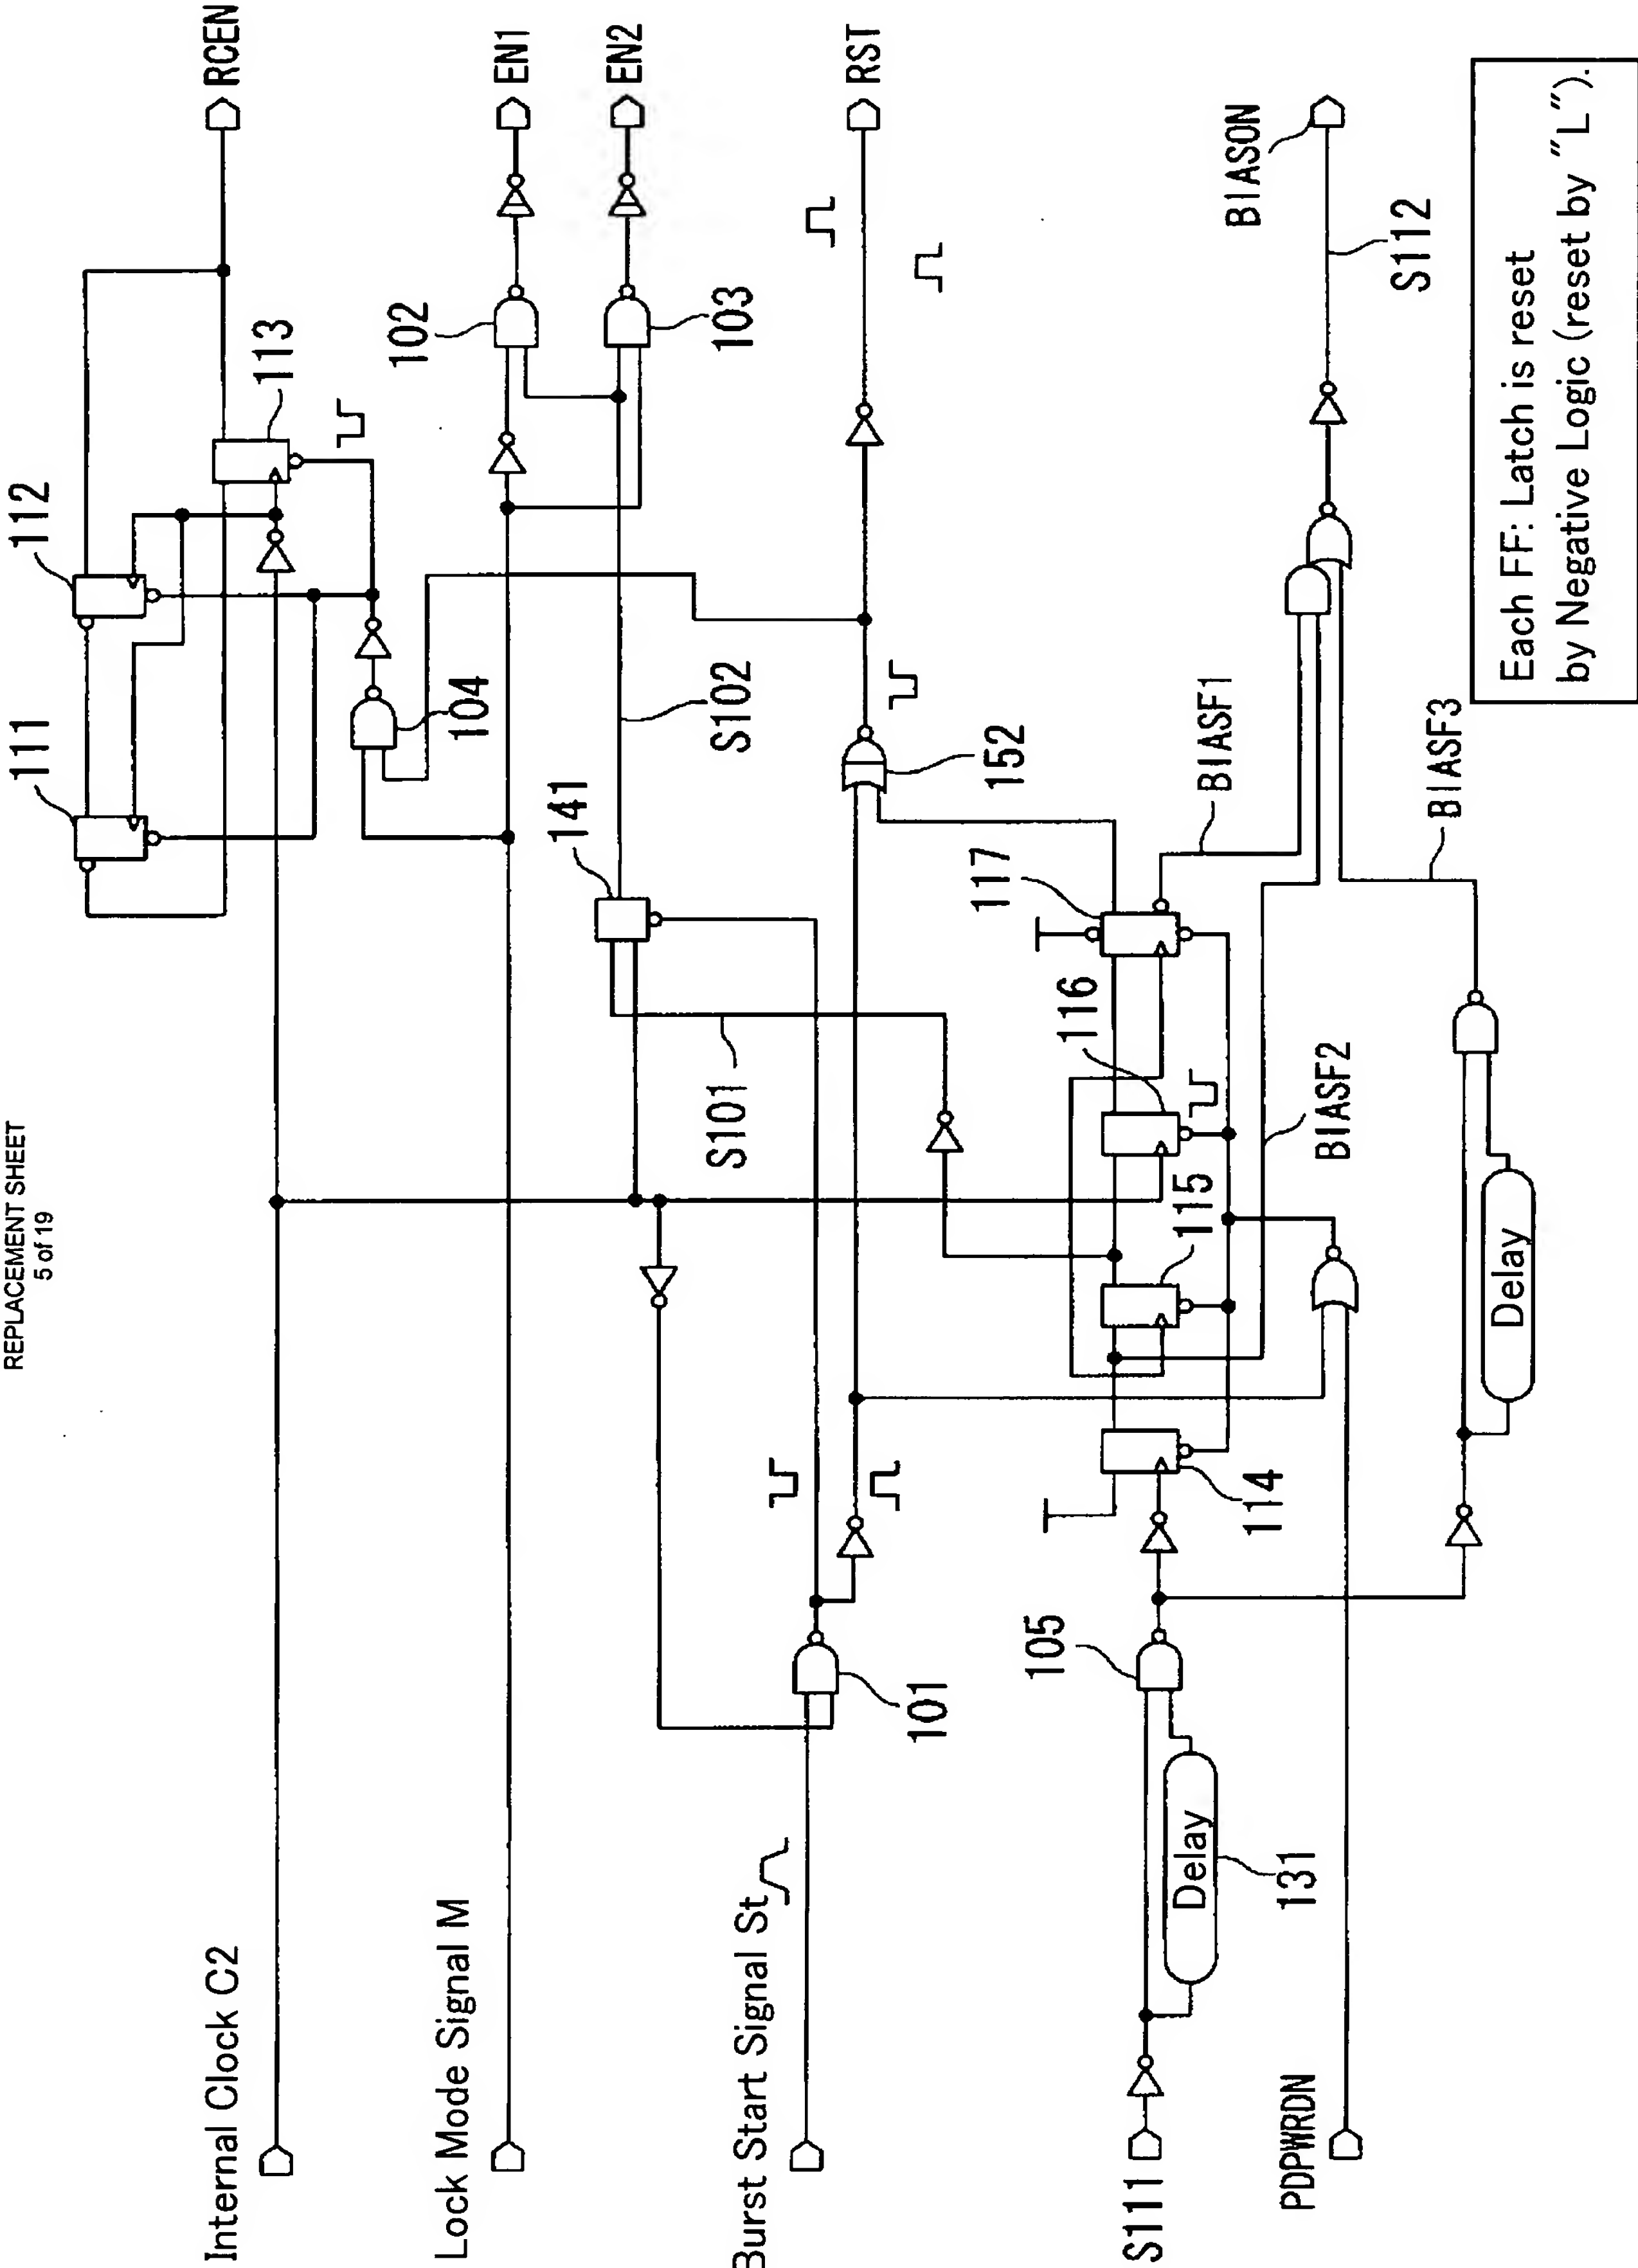 REPLACEMENT SHEET
5 of 19
Internal Clock C2
Lock Mode Signal M
Burst Start Signal St
S111
PDPWRDN
RCEN
EN1
EN2
RST
BIASON
111
112
113
104
102
103
141
S102
S101
101
152
105
131
Delay
114
115
116
117
BIASF1
BIASF2
BIASF3
Delay
S112
Each FF: Latch is reset
by Negative Logic (reset by "L").